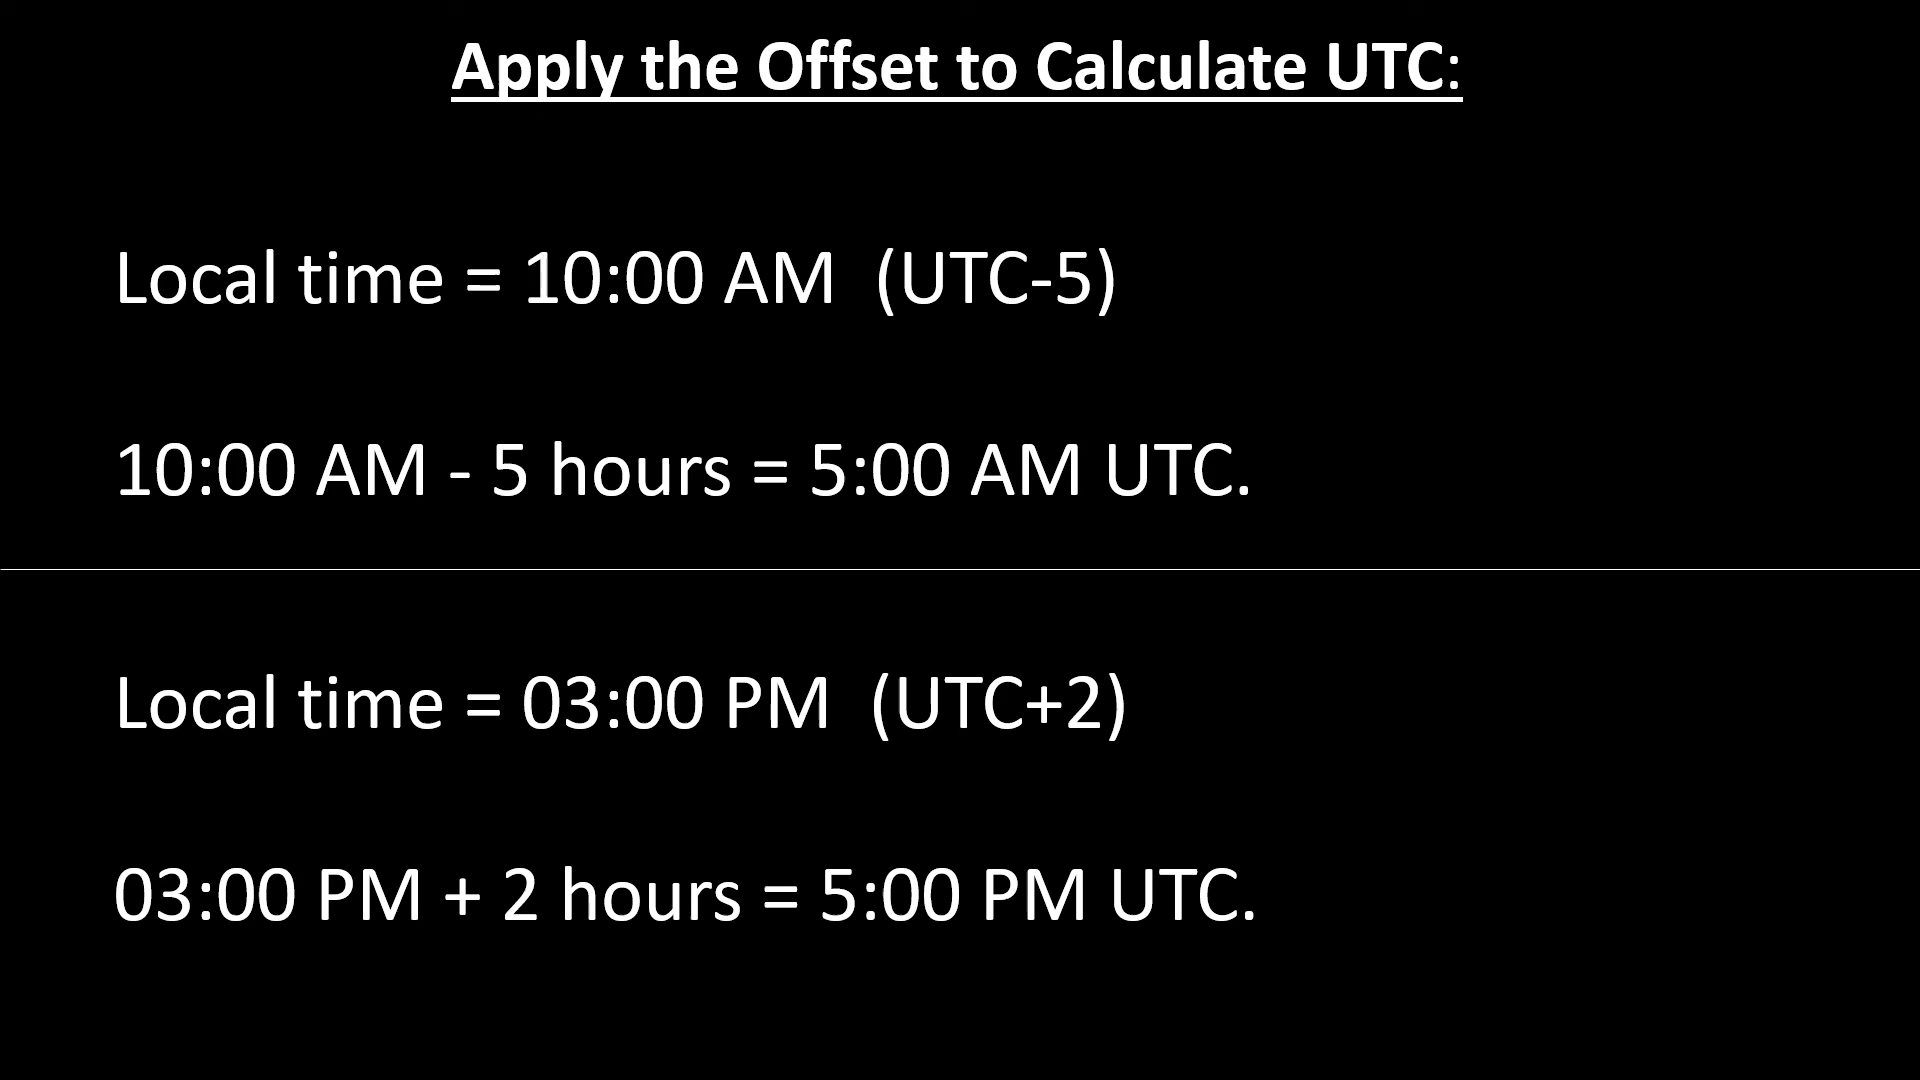 Apply the Offset to Calculate UTC:
Local time = 10:00 AM  (UTC-5)
10:00 AM - 5 hours = 5:00 AM UTC.
Local time = 03:00 PM  (UTC+2)
03:00 PM + 2 hours = 5:00 PM UTC.